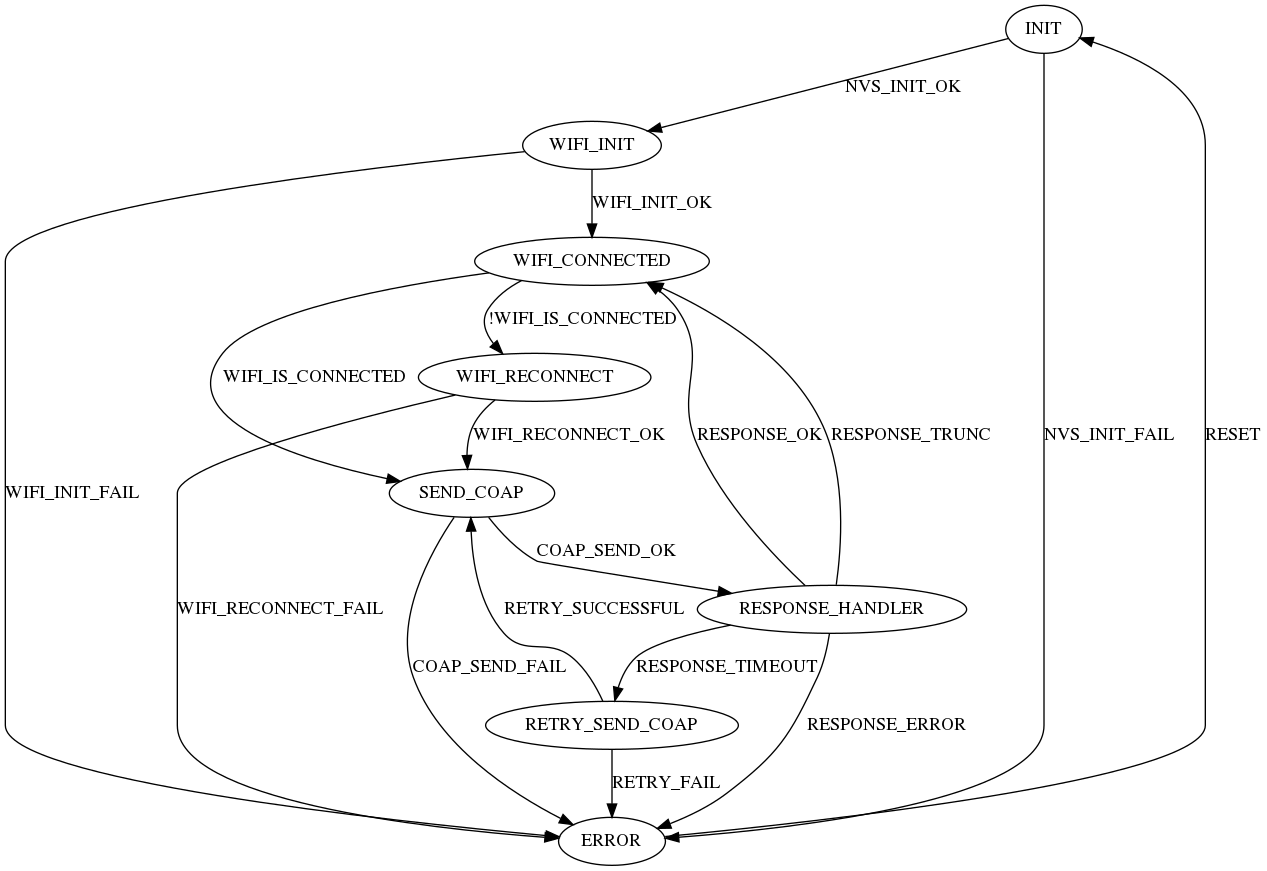 INIT
NVS_INIT_OK
WIFI_INIT
WIFI_INIT_OK
WIFI_CONNECTED
!WIFI_IS_CONNECTED
WIFI_IS_CONNECTED
WIFI_RECONNECT
WIFI_RECONNECT_OK
RESPONSE_OK
RESPONSE_TRUNC
NVS_INIT_FAIL
RESET
WIFI_INIT_FAIL
SEND_COAP
COAP_SEND_OK
WIFI_RECONNECT_FAIL
RETRY_SUCCESSFUL
RESPONSE_HANDLER
COAP_SEND_FAIL
RESPONSE_TIMEOUT
RETRY_SEND_COAP
RESPONSE_ERROR
RETRY_FAIL
ERROR